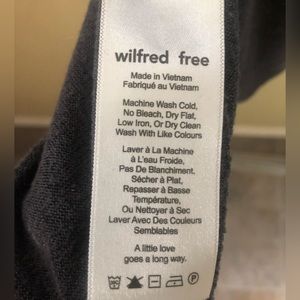 wilfred free
Made in Vietnam
Fabriqué au Vietnam
Machine Wash Cold,
No Bleach, Dry Flat,
Low Iron, Or Dry Clean
Wash With Like Colours
Laver à La Machine
à L'eau Froide,
Pas De Blanchiment.
Sécher à Plat,
Repasser à Basse
Température,
Ou Nettoyer à Sec
Laver Avec Des Couleurs
Semblables
A little love
goes a long way.
P